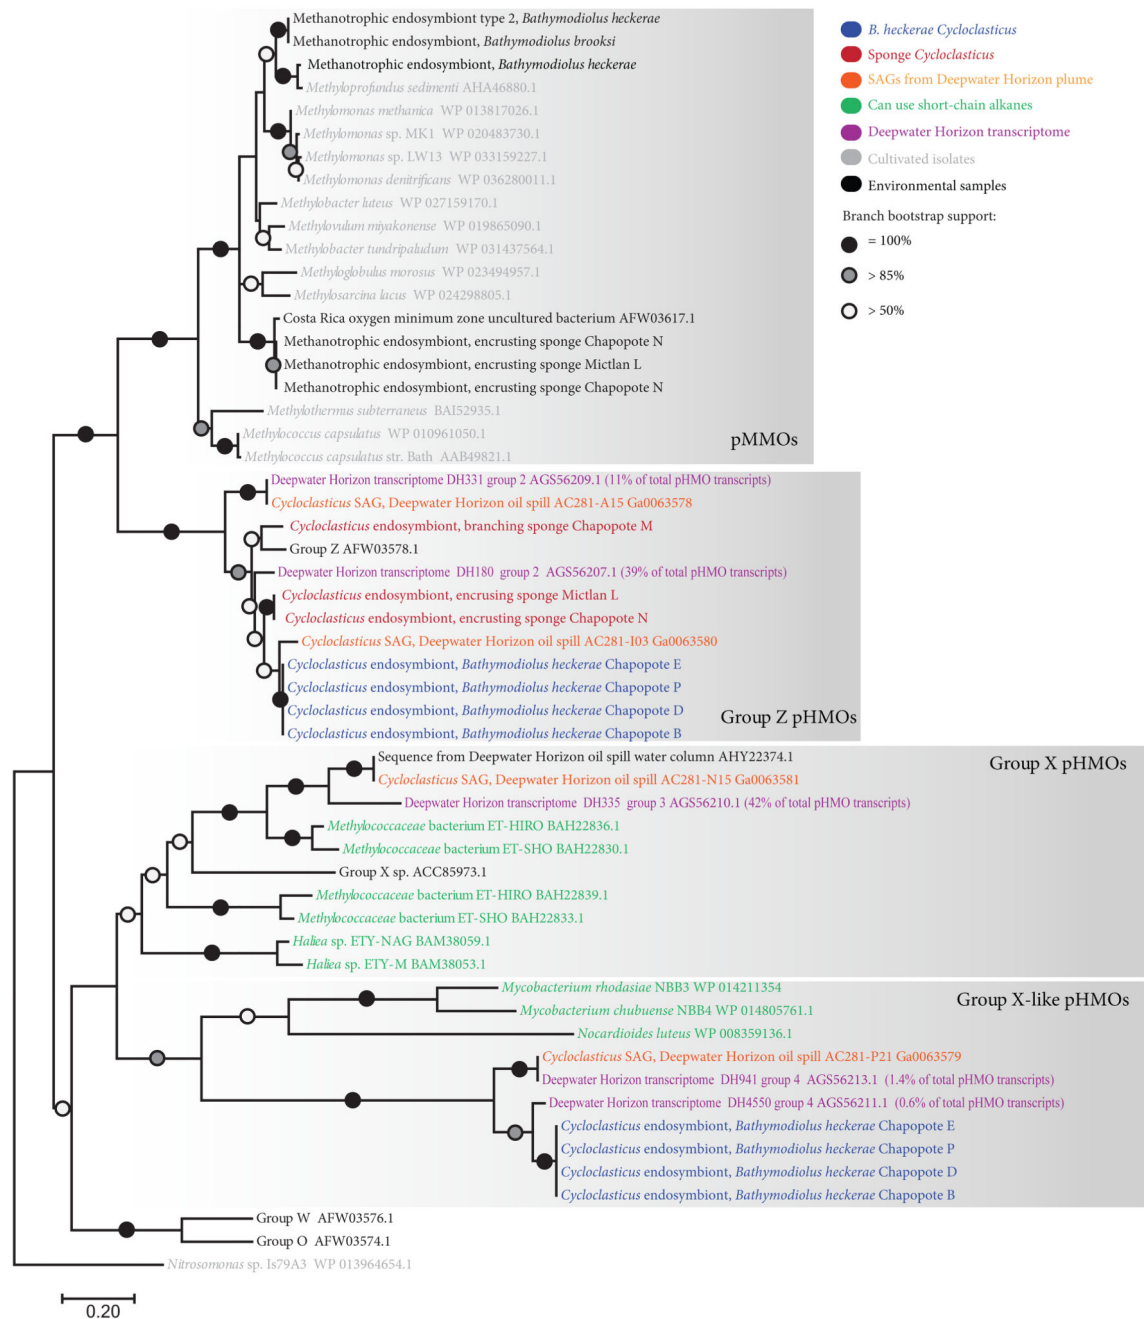 Methanotrophic endosymbiont type 2, Bathymodiolus heckerae
Methanotrophic endosymbiont, Bathymodiolus brooksi
Methanotrophic endosymbiont, Bathymodiolus heckerae
Methyloprofundus sedimenti AHA46880.1
Methylomonas methanica WP 013817026.1
Methylomonas sp. MK1 WP 020483730.1
Methylomonas sp. LW13 WP 033159227.1
Methylomonas denitrificans WP 036280011.1
Methylobacter luteus WP 027159170.1
Methylovulum miyakonense WP 019865090.1
Methylobacter tundripaludum WP 031437564.1
Methyloglobulus morosus WP 023494957.1
Methylosarcina lacus WP 024298805.1
Costa Rica oxygen minimum zone uncultured bacterium AFW03617.1
Methanotrophic endosymbiont, encrusting sponge Chapopote N
Methanotrophic endosymbiont, encrusting sponge Mictlan L
Methanotrophic endosymbiont, encrusting sponge Chapopote N
Methylothermus subterraneus BAI52935.1
Methylococcus capsulatus WP 010961050.1
Methylococcus capsulatus str. Bath AAB49821.1
pMMOs
Deepwater Horizon transcriptome DH331 group 2 AGS56209.1 (11% of total pHMO transcripts)
Cycloclasticus SAG, Deepwater Horizon oil spill AC281-A15 Ga0063578
Cycloclasticus endosymbiont, branching sponge Chapopote M
Group Z AFW03578.1
Deepwater Horizon transcriptome DH180 group 2 AGS56207.1 (39% of total pHMO transcripts)
Cycloclasticus endosymbiont, encrusing sponge Mictlan L
Cycloclasticus endosymbiont, encrusting sponge Chapopote N
Cycloclasticus SAG, Deepwater Horizon oil spill AC281-I03 Ga0063580
Cycloclasticus endosymbiont, Bathymodiolus heckerae Chapopote E
Cycloclasticus endosymbiont, Bathymodiolus heckerae Chapopote P
Cycloclasticus endosymbiont, Bathymodiolus heckerae Chapopote D
Cycloclasticus endosymbiont, Bathymodiolus heckerae Chapopote B
Group Z pHMOs
Sequence from Deepwater Horizon oil spill water column AHY22374.1
Cycloclasticus SAG, Deepwater Horizon oil spill AC281-N15 Ga0063581
Deepwater Horizon transcriptome DH335 group 3 AGS56210.1 (42% of total pHMO transcripts)
Methylococcaceae bacterium ET-HIRO BAH22836.1
Methylococcaceae bacterium ET-SHO BAH22830.1
Group X sp. ACC85973.1
Methylococcaceae bacterium ET-HIRO BAH22839.1
Methylococcaceae bacterium ET-SHO BAH22833.1
Haliea sp. ETY-NAG BAM38059.1
Haliea sp. ETY-M BAM38053.1
Group X pHMOs
Mycobacterium rhodasiae NBB3 WP 014211354
Mycobacterium chubuense NBB4 WP 014805761.1
Nocardioides luteus WP 008359136.1
Cycloclasticus SAG, Deepwater Horizon oil spill AC281-P21 Ga0063579
Deepwater Horizon transcriptome DH941 group 4 AGS56213.1 (1.4% of total pHMO transcripts)
Deepwater Horizon transcriptome DH4550 group 4 AGS56211.1 (0.6% of total pHMO transcripts)
Cycloclasticus endosymbiont, Bathymodiolus heckerae Chapopote E
Cycloclasticus endosymbiont, Bathymodiolus heckerae Chapopote P
Cycloclasticus endosymbiont, Bathymodiolus heckerae Chapopote D
Cycloclasticus endosymbiont, Bathymodiolus heckerae Chapopote B
Group X-like pHMOs
Group W AFW03576.1
Group O AFW03574.1
Nitrosomonas sp. Is79A3 WP 013964654.1
0.20
B. heckerae Cycloclasticus
Sponge Cycloclasticus
SAGs from Deepwater Horizon plume
Can use short-chain alkanes
Deepwater Horizon transcriptome
Cultivated isolates
Environmental samples
Branch bootstrap support:
= 100%
> 85%
> 50%